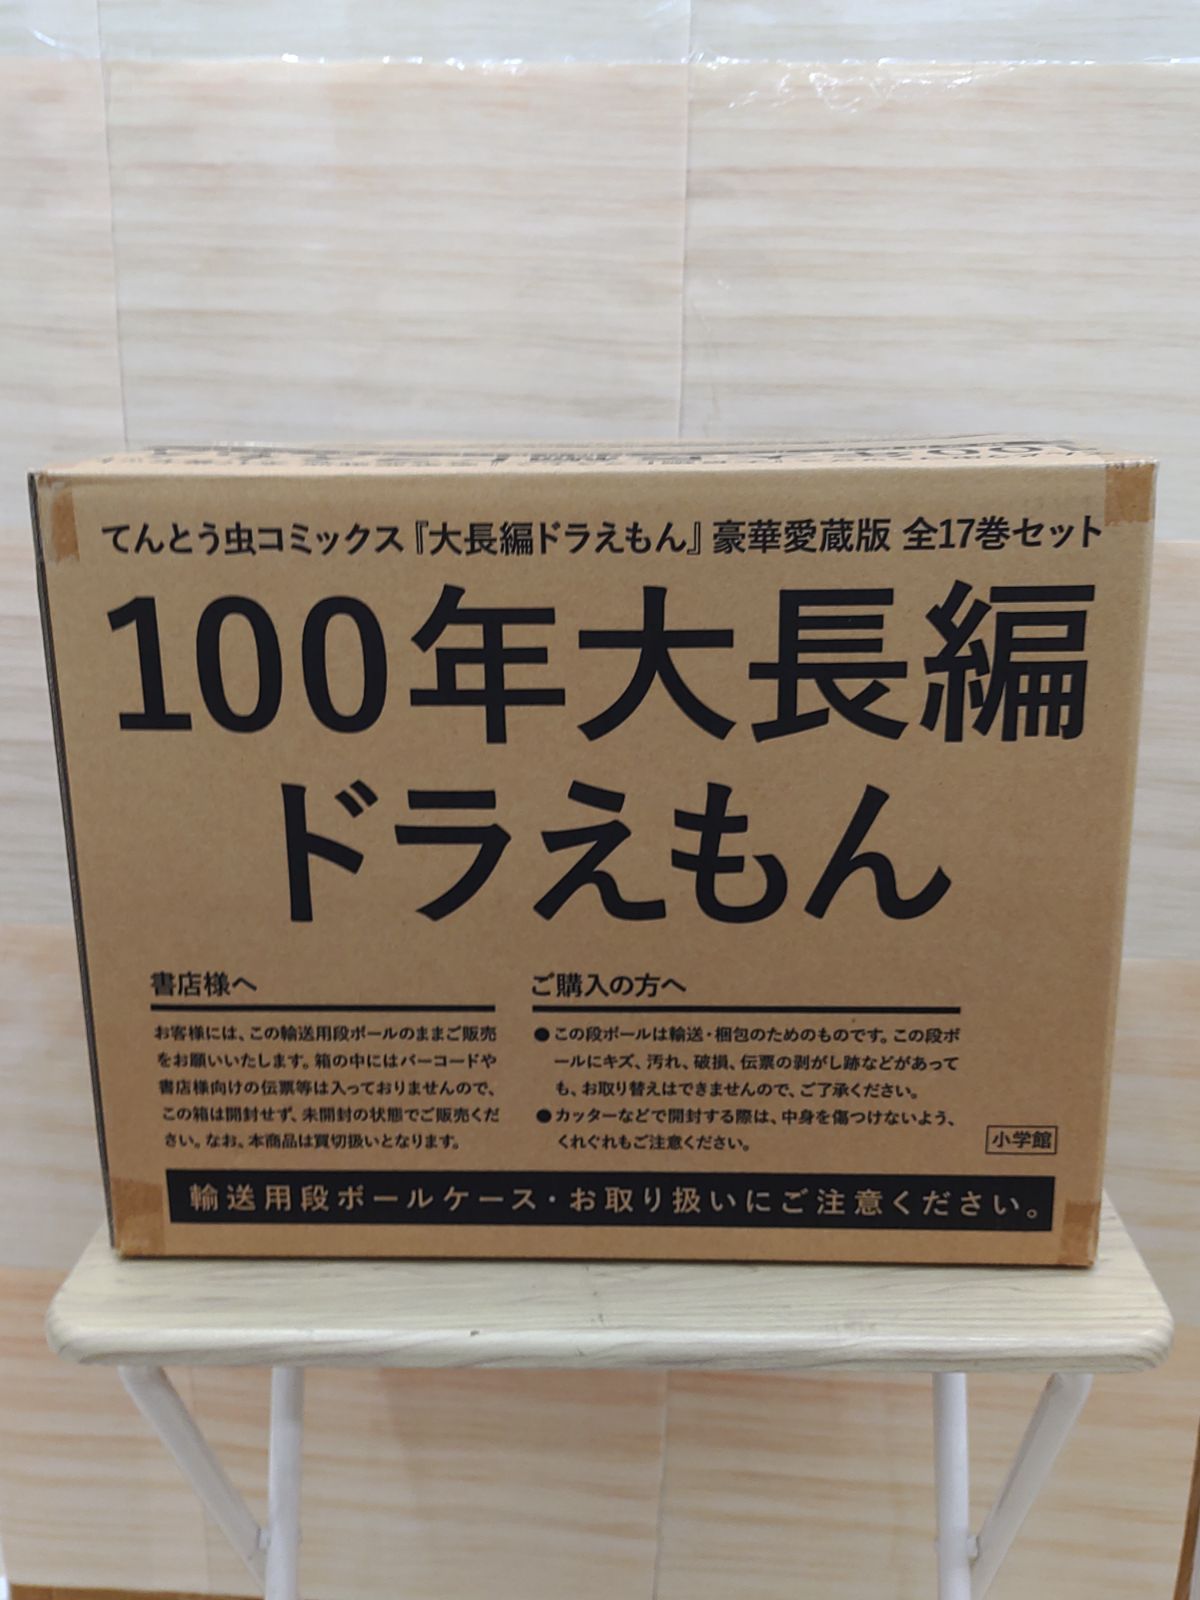 てんとう虫コミックス『大長編ドラえもん』豪華愛蔵版 全17巻セット
100年大長編
ドラえもん
書店様へ
お客様には、この輸送用段ボールのままご販売
をお願いいたします。箱の中にはバーコードや
書店様向けの伝票等は入っておりませんので、
この箱は開封せず、未開封の状態でご販売くだ
さい。なお、本商品は買切扱いとなります。
ご購入の方へ
●この段ボールは輸送・梱包のためのものです。この段ボ
ールにキズ、汚れ、破損、伝票の剥がし跡などがあって
も、お取り替えはできませんので、ご了承ください。
●カッターなどで開封する際は、中身を傷つけないよう、
くれぐれもご注意ください。
小学館
輸送用段ボールケース・お取り扱いにご注意ください。